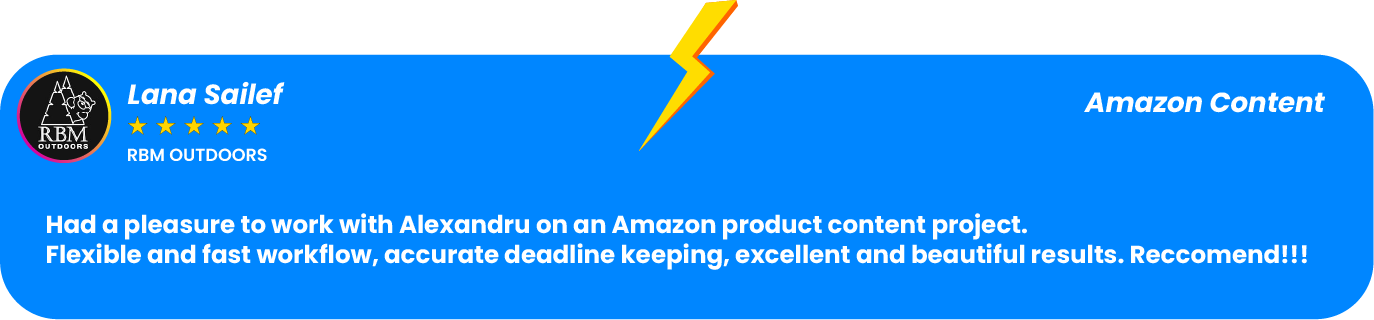 Lana Sailef
Amazon Content
RBM
OUTDOORS
RBM OUTDOORS
Had a pleasure to work with Alexandru on an Amazon product content project.
Flexible and fast workflow, accurate deadline keeping, excellent and beautiful results. Reccomend!!!